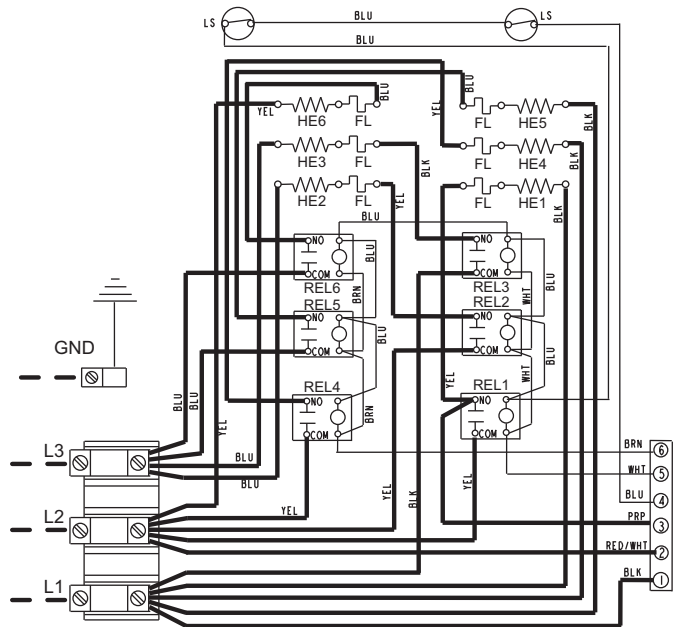 LS BLU LS
BLU
YEL HE6 FL BLU
YEL BLU FL HE5 BLK
HE3 FL BLK
FL HE4 BLK
HE2 FL YEL
FL HE1 BLK
BLU
NO BLU
COM BRN
REL6
NO BLU
COM WHT
REL3
REL5
NO BLU
COM
REL2
NO BLU
COM WHT
REL4
NO BRN
COM
YEL REL1
NO
COM
GND
BLU BLU YEL
L3
BLU
BLU
YEL YEL BLK YEL
L2
L1
BRN 6
WHT 5
BLU 4
PRP 3
RED/WHT 2
BLK 1